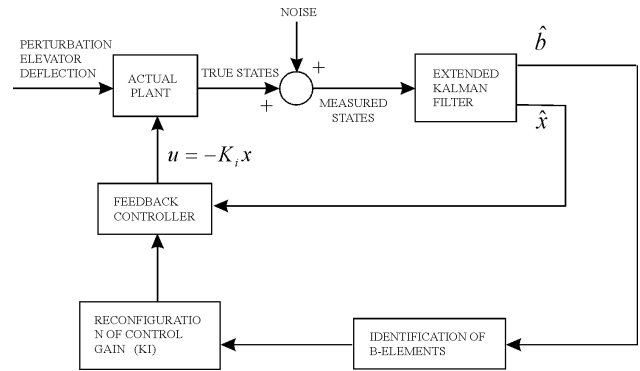 NOISE
PERTURBATION
ELEVATOR
DEFLECTION
ACTUAL
PLANT
TRUE STATES
+
+
MEASURED
STATES
EXTENDED
KALMAN
FILTER
b̂
x̂
u = −Kᵢx
FEEDBACK
CONTROLLER
RECONFIGURATIO
N OF CONTROL
GAIN (KI)
IDENTIFICATION OF
B-ELEMENTS